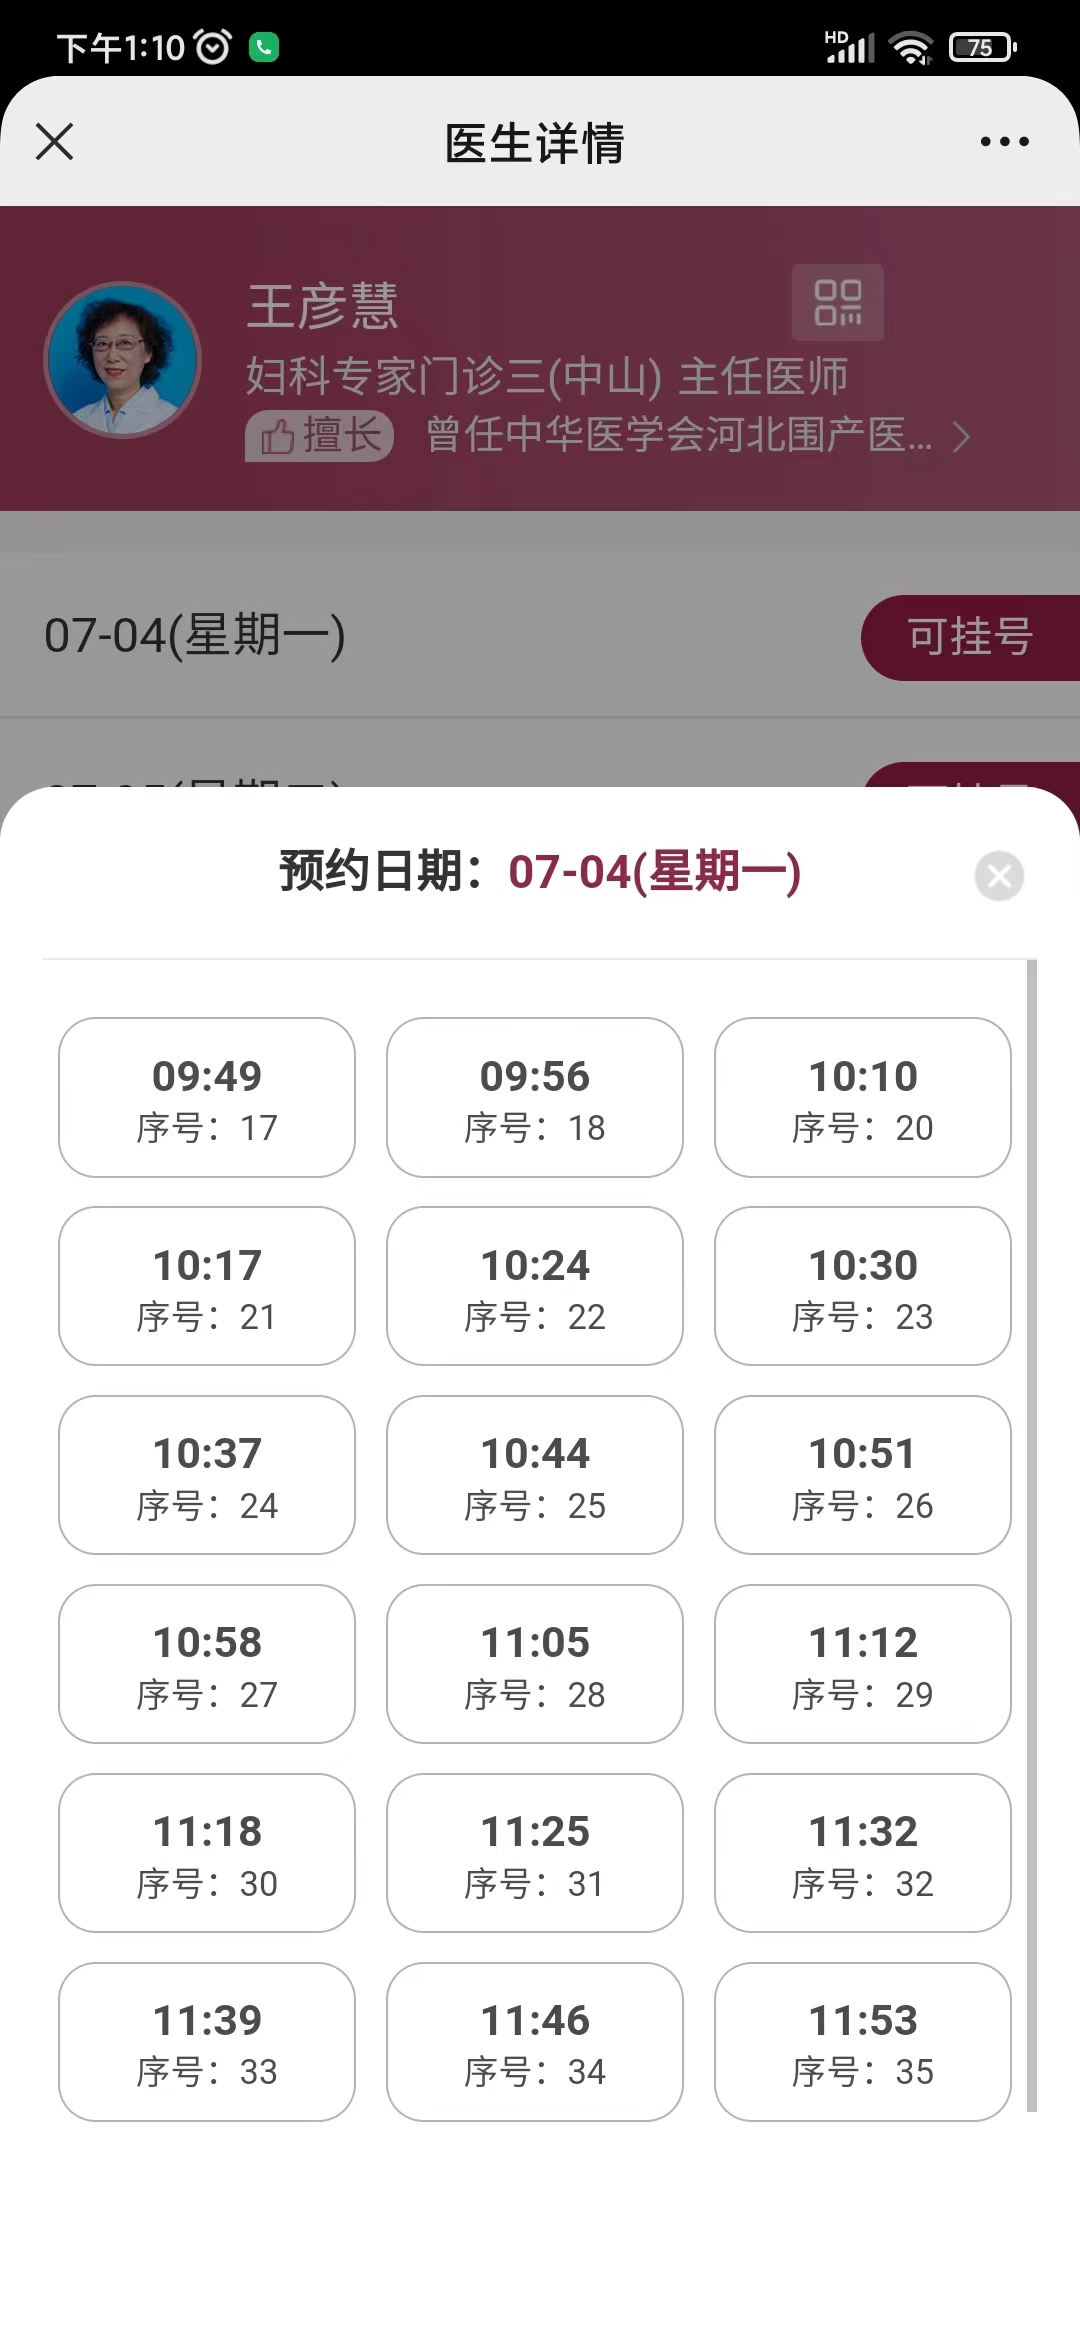 下午1:10
HD
75
医生详情
王彦慧
妇科专家门诊三(中山) 主任医师
擅长 曾任中华医学会河北围产医...
07-04(星期一) 可挂号
预约日期：07-04(星期一)
09:49 09:56 10:10
序号：17 序号：18 序号：20
10:17 10:24 10:30
序号：21 序号：22 序号：23
10:37 10:44 10:51
序号：24 序号：25 序号：26
10:58 11:05 11:12
序号：27 序号：28 序号：29
11:18 11:25 11:32
序号：30 序号：31 序号：32
11:39 11:46 11:53
序号：33 序号：34 序号：35